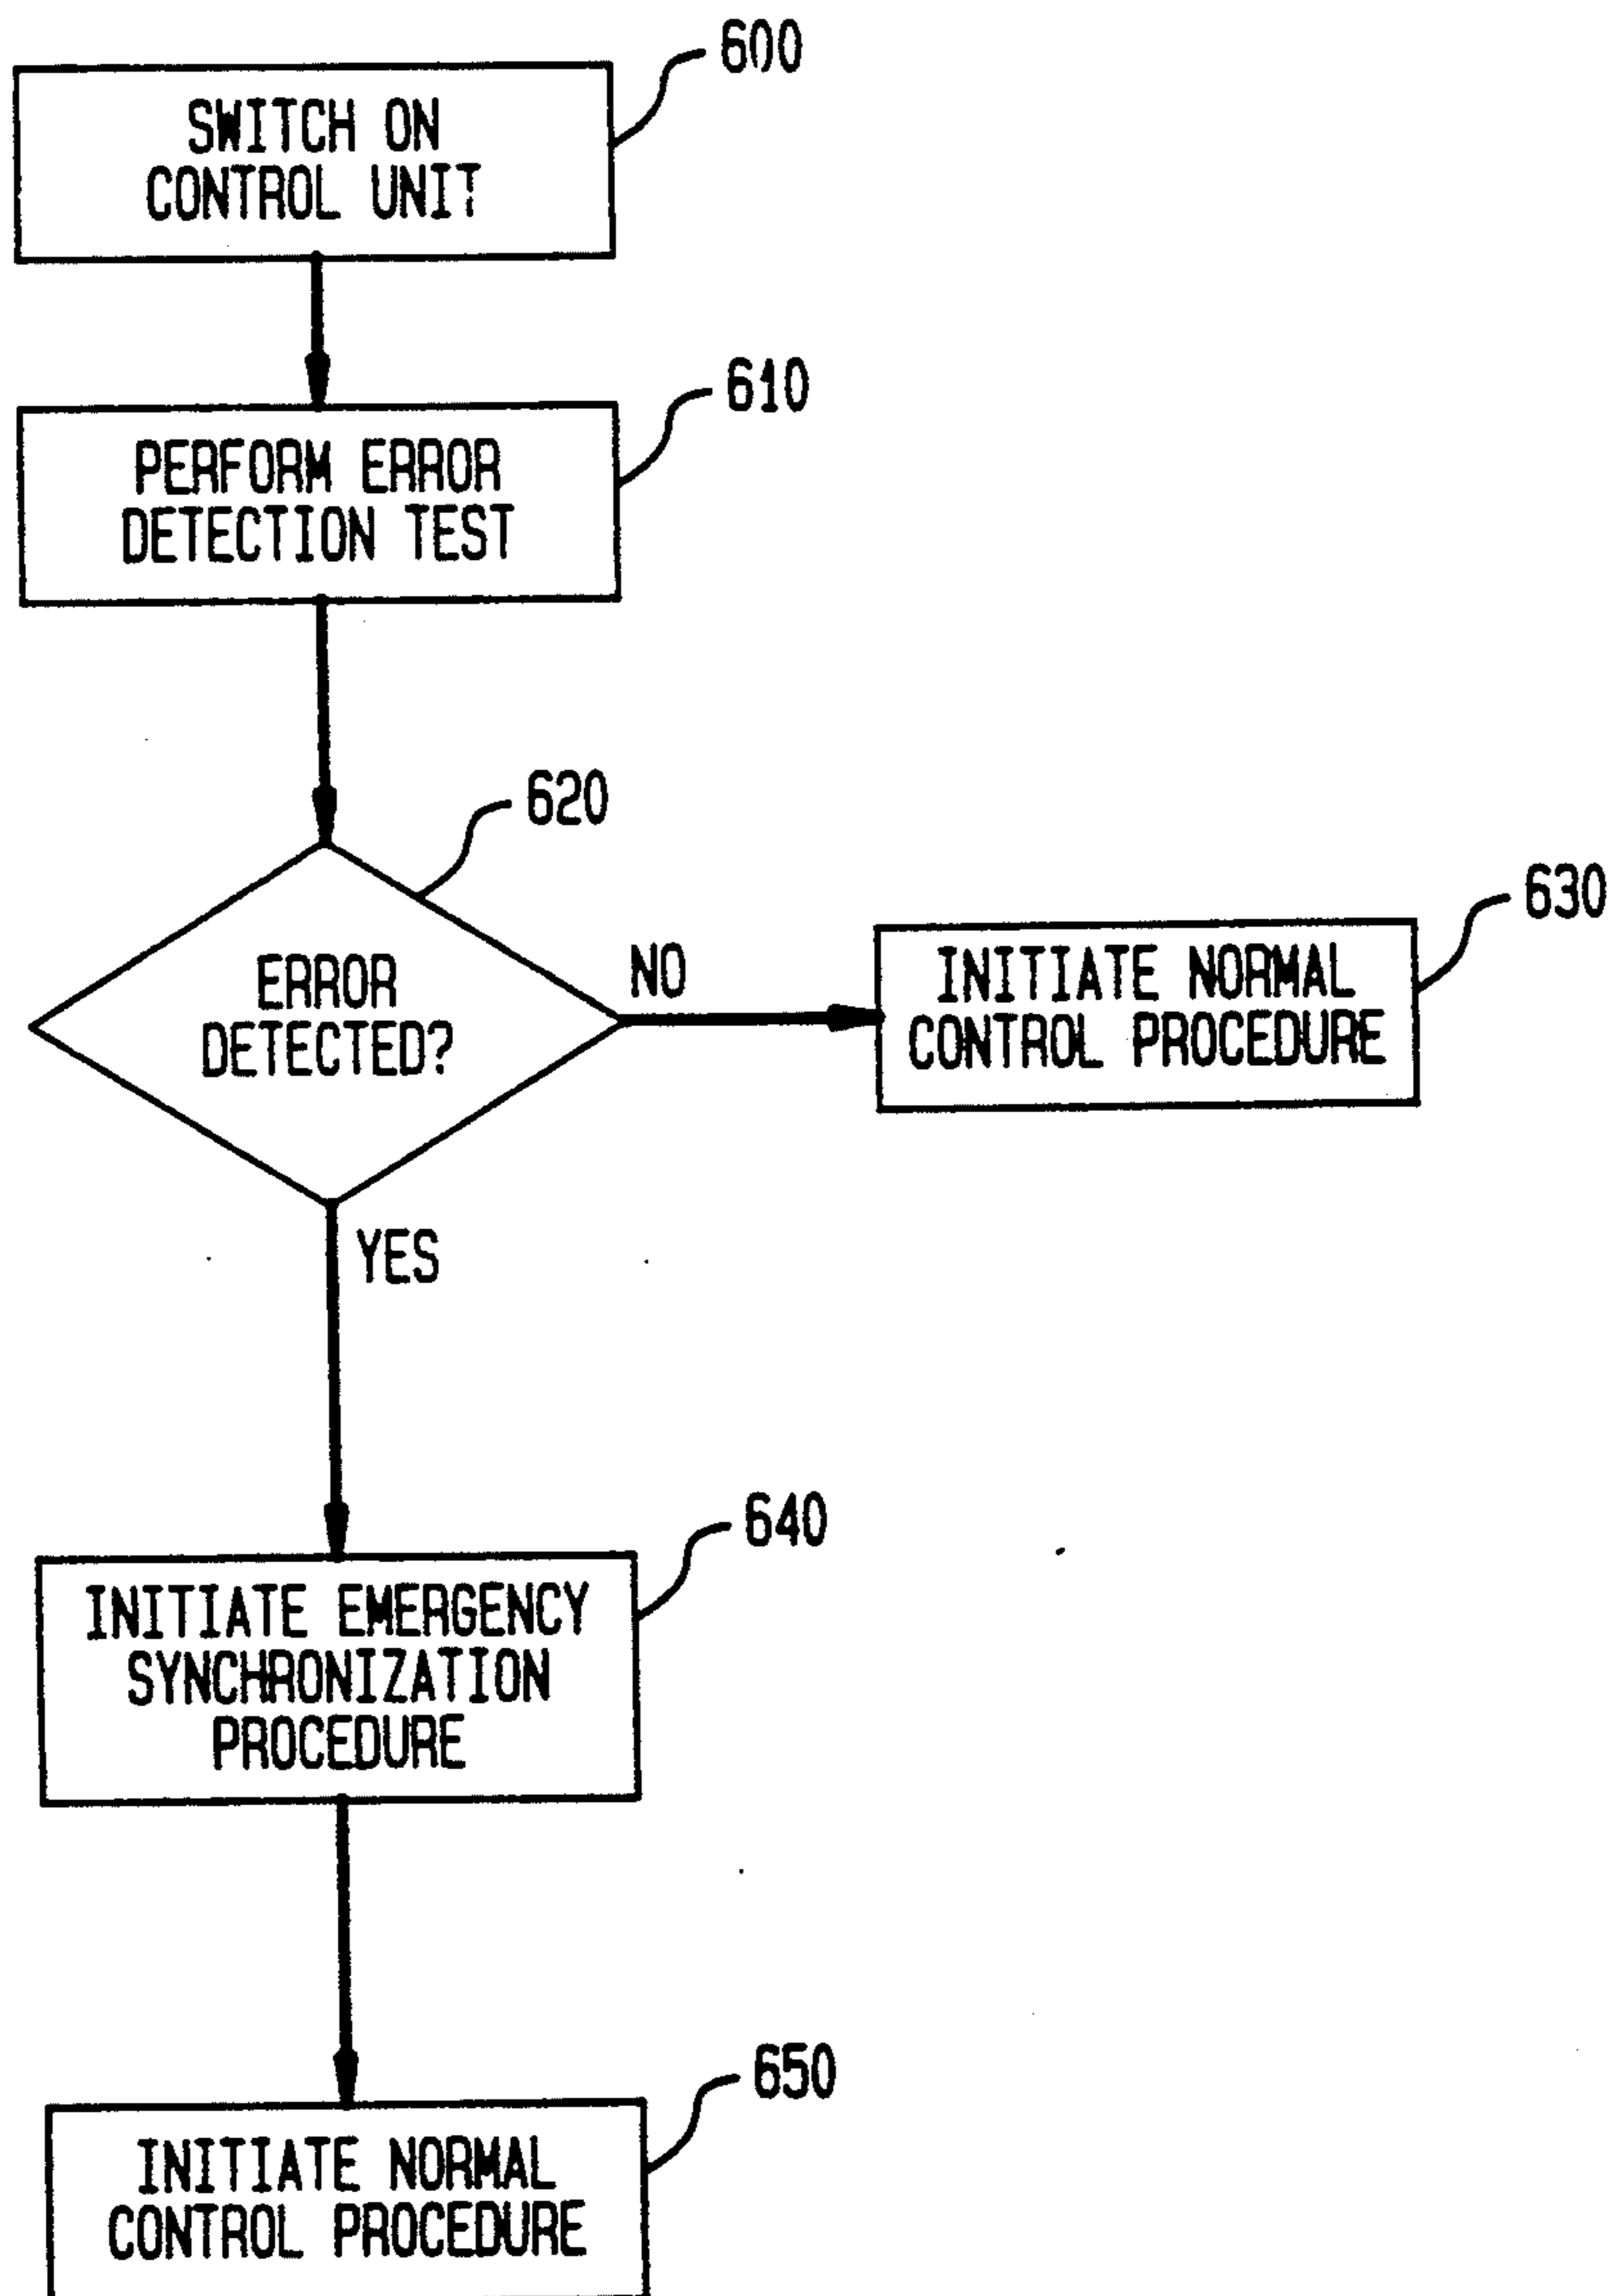 600
SWITCH ON
CONTROL UNIT
610
PERFORM ERROR
DETECTION TEST
620
ERROR
DETECTED?
NO
630
INITIATE NORMAL
CONTROL PROCEDURE
YES
640
INITIATE EMERGENCY
SYNCHRONIZATION
PROCEDURE
650
INITIATE NORMAL
CONTROL PROCEDURE